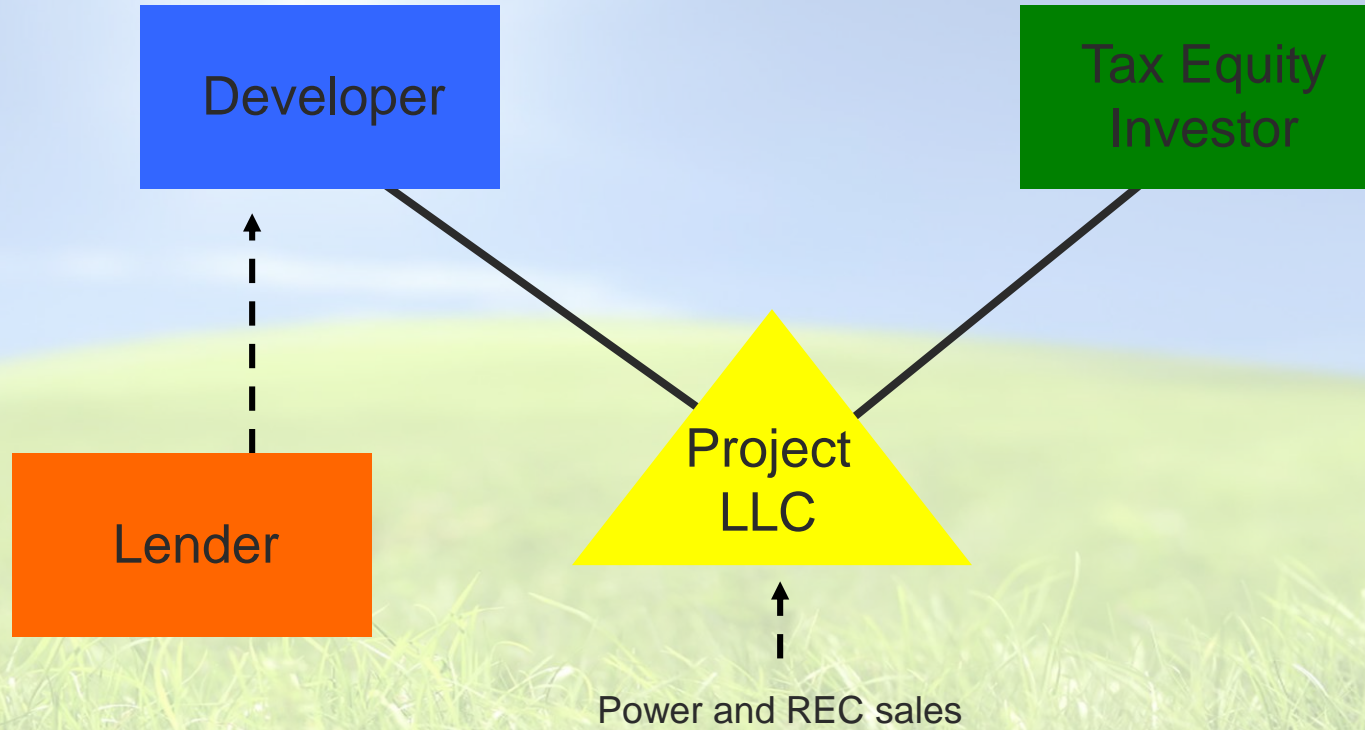 Developer
Tax Equity
Investor
Project
LLC
Lender
Power and REC sales